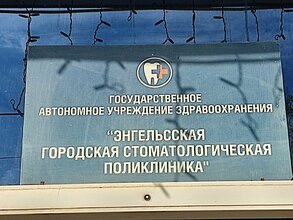 ГОСУДАРСТВЕННОЕ
АВТОНОМНОЕ УЧРЕЖДЕНИЕ ЗДРАВООХРАНЕНИЯ
"ЭНГЕЛЬССКАЯ
ГОРОДСКАЯ СТОМАТОЛОГИЧЕСКАЯ
ПОЛИКЛИНИКА"